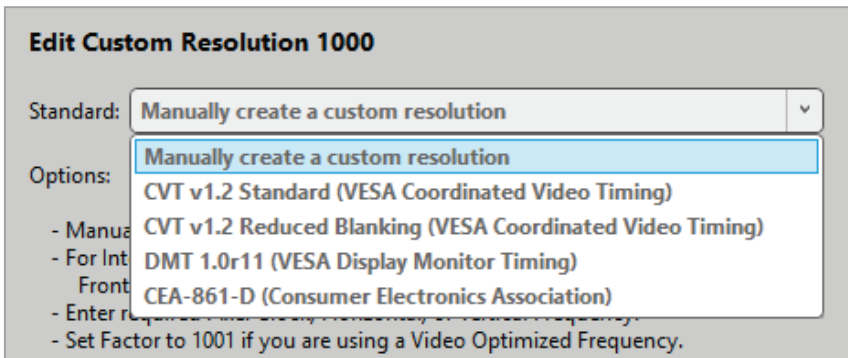 Edit Custom Resolution 1000
Standard: Manually create a custom resolution
Manually create a custom resolution
Options:
CVT v1.2 Standard (VESA Coordinated Video Timing)
CVT v1.2 Reduced Blanking (VESA Coordinated Video Timing)
DMT 1.0r11 (VESA Display Monitor Timing)
CEA-861-D (Consumer Electronics Association)
- Manua
- For Int
Front
- Enter
- Set Factor to 1001 if you are using a Video Optimized Frequency.